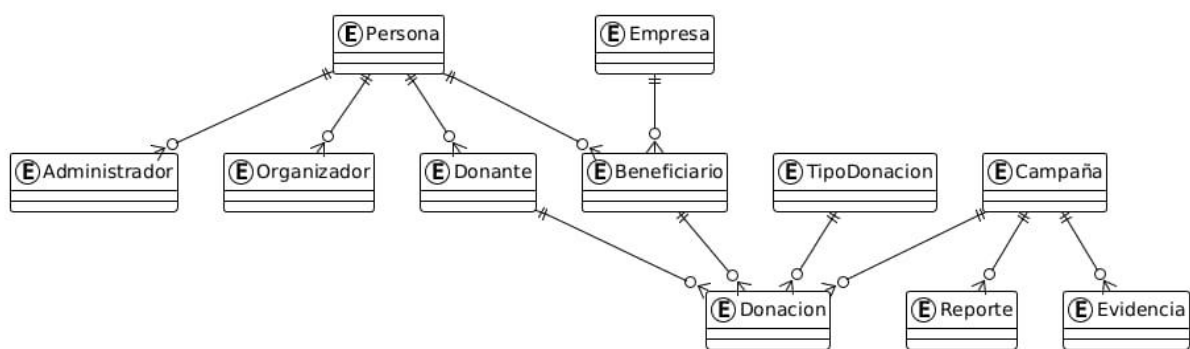 E Persona
E Empresa
E Administrador
E Organizador
E Donante
E Beneficiario
E TipoDonacion
E Campaña
E Donacion
E Reporte
E Evidencia